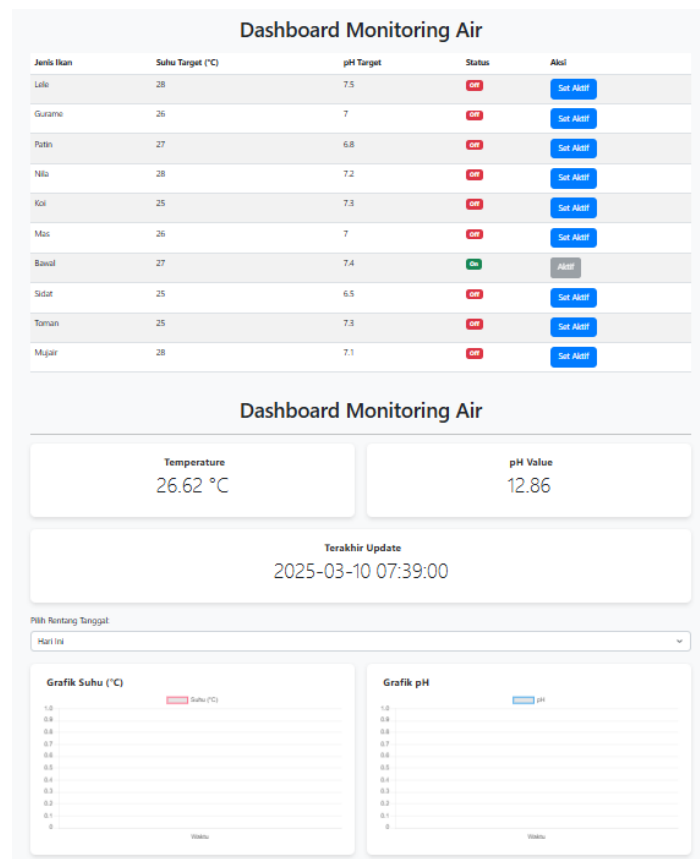 Dashboard Monitoring Air
Jenis Ikan Suhu Target (°C) pH Target Status Aksi
Lele 28 7.5 Off Set Aktif
Gurame 26 7 Off Set Aktif
Patin 27 6.8 Off Set Aktif
Nila 28 7.2 Off Set Aktif
Koi 25 7.3 Off Set Aktif
Mas 26 7 Off Set Aktif
Bawal 27 7.4 On Aktif
Sidat 25 6.5 Off Set Aktif
Toman 25 7.3 Off Set Aktif
Mujair 28 7.1 Off Set Aktif
Dashboard Monitoring Air
Temperature pH Value
26.62 °C 12.86
Terakhir Update
2025-03-10 07:39:00
Pilih Rentang Tanggal:
Hari Ini
Grafik Suhu (°C) Grafik pH
Suhu (°C) pH
1.0 1.0
0.9 0.9
0.8 0.8
0.7 0.7
0.6 0.6
0.5 0.5
0.4 0.4
0.3 0.3
0.2 0.2
0.1 0.1
0 0
Waktu Waktu